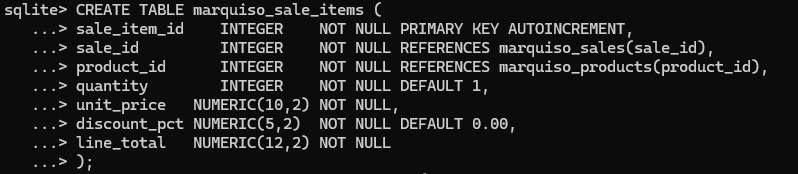 sqlite> CREATE TABLE marquiso_sale_items (
...> sale_item_id    INTEGER   NOT NULL PRIMARY KEY AUTOINCREMENT,
...> sale_id         INTEGER   NOT NULL REFERENCES marquiso_sales(sale_id),
...> product_id      INTEGER   NOT NULL REFERENCES marquiso_products(product_id),
...> quantity        INTEGER   NOT NULL DEFAULT 1,
...> unit_price   NUMERIC(10,2) NOT NULL,
...> discount_pct NUMERIC(5,2)  NOT NULL DEFAULT 0.00,
...> line_total   NUMERIC(12,2) NOT NULL
...> );